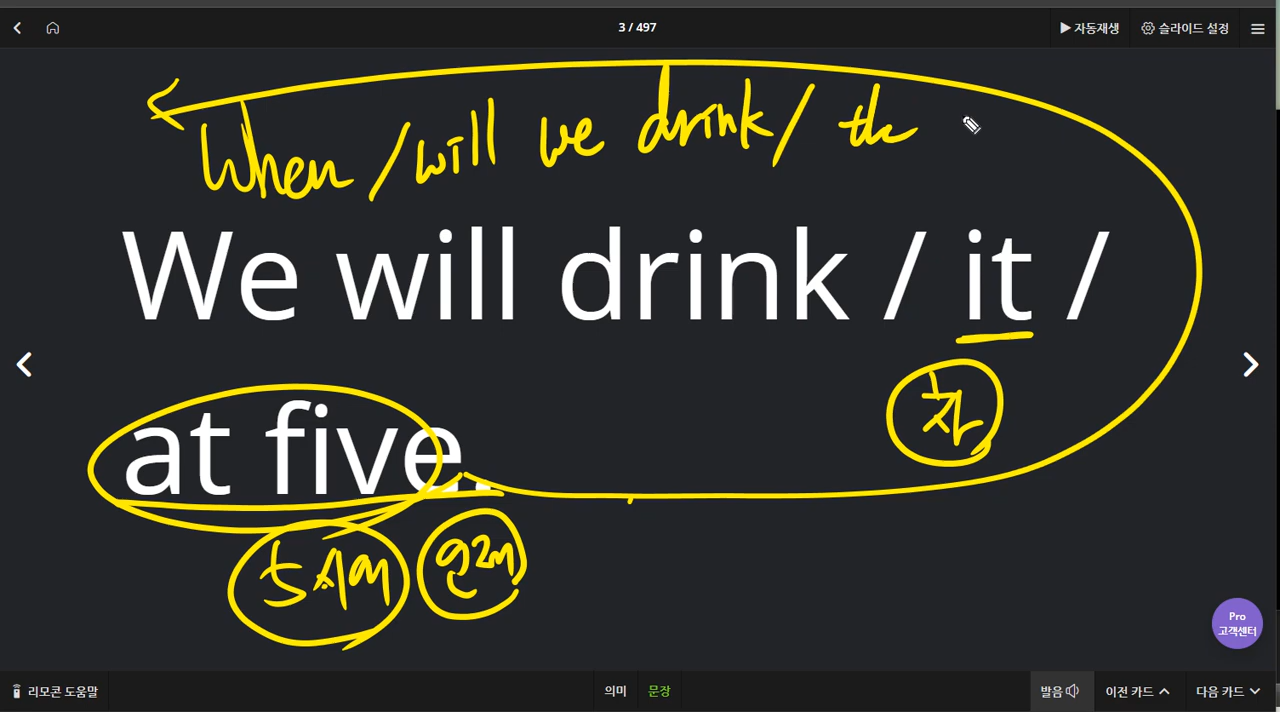 3 / 497
자동재생
슬라이드 설정
When / will we drink / the
We will drink / it /
차
at five.
5시에 언제
Pro
고객센터
리모콘 도움말
의미
문장
발음
이전 카드
다음 카드